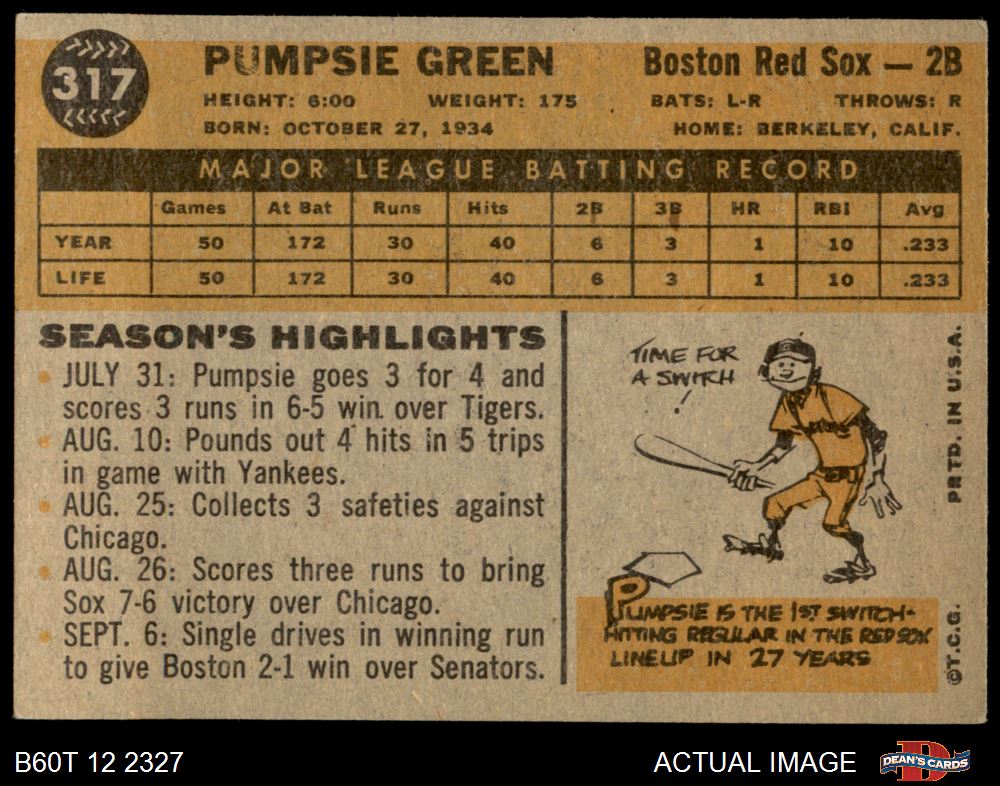 317
PUMPSIE GREEN
Boston Red Sox — 2B
HEIGHT: 6:00 WEIGHT: 175 BATS: L-R THROWS: R
BORN: OCTOBER 27, 1934 HOME: BERKELEY, CALIF.
MAJOR LEAGUE BATTING RECORD
Games At Bat Runs Hits 2B 3B HR RBI Avg
YEAR 50 172 30 40 6 3 1 10 .233
LIFE 50 172 30 40 6 3 1 10 .233
SEASON'S HIGHLIGHTS
• JULY 31: Pumpsie goes 3 for 4 and
scores 3 runs in 6-5 win over Tigers.
• AUG. 10: Pounds out 4 hits in 5 trips
in game with Yankees.
• AUG. 25: Collects 3 safeties against
Chicago.
• AUG. 26: Scores three runs to bring
Sox 7-6 victory over Chicago.
• SEPT. 6: Single drives in winning run
to give Boston 2-1 win over Senators.
TIME FOR
A SWITCH
!
PUMPSIE IS THE 1ST SWITCH-
HITTING REGULAR IN THE RED SOX
LINEUP IN 27 YEARS
©T.C.G. PRTD. IN U.S.A.
B60T 12 2327
ACTUAL IMAGE
D
DEAN'S CARDS